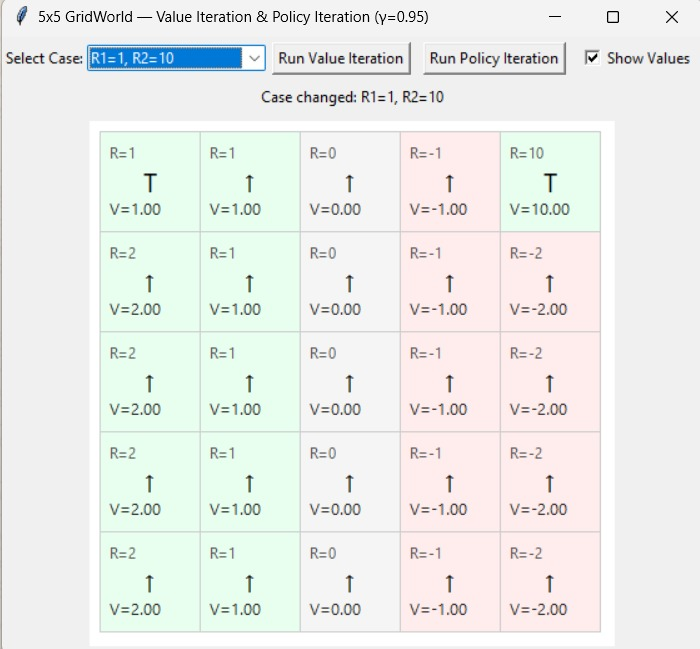 5x5 GridWorld — Value Iteration & Policy Iteration (γ=0.95)
Select Case: R1=1, R2=10 Run Value Iteration Run Policy Iteration Show Values
Case changed: R1=1, R2=10
R=1 R=1 R=0 R=-1 R=10
T ↑ ↑ ↑ T
V=1.00 V=1.00 V=0.00 V=-1.00 V=10.00
R=2 R=1 R=0 R=-1 R=-2
↑ ↑ ↑ ↑ ↑
V=2.00 V=1.00 V=0.00 V=-1.00 V=-2.00
R=2 R=1 R=0 R=-1 R=-2
↑ ↑ ↑ ↑ ↑
V=2.00 V=1.00 V=0.00 V=-1.00 V=-2.00
R=2 R=1 R=0 R=-1 R=-2
↑ ↑ ↑ ↑ ↑
V=2.00 V=1.00 V=0.00 V=-1.00 V=-2.00
R=2 R=1 R=0 R=-1 R=-2
↑ ↑ ↑ ↑ ↑
V=2.00 V=1.00 V=0.00 V=-1.00 V=-2.00